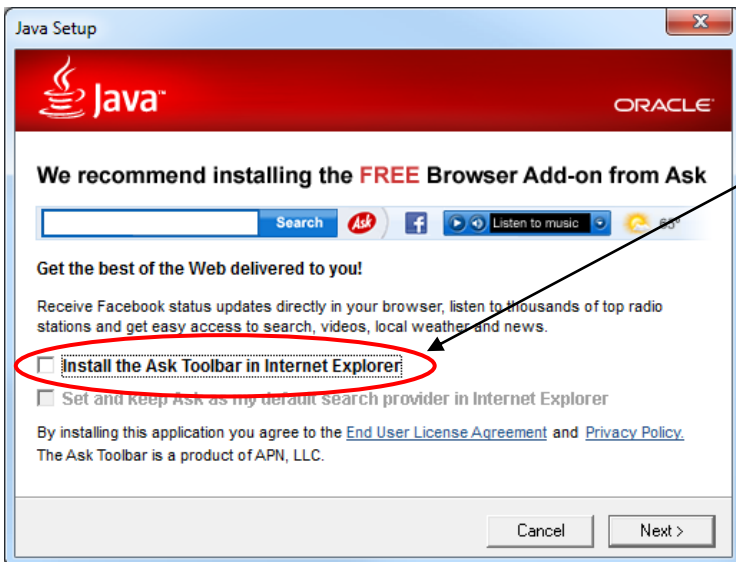 Java Setup
Java™
ORACLE
We recommend installing the FREE Browser Add-on from Ask
Search Ask f Listen to music 63°
Get the best of the Web delivered to you!
Receive Facebook status updates directly in your browser, listen to thousands of top radio
stations and get easy access to search, videos, local weather and news.
Install the Ask Toolbar in Internet Explorer
Set and keep Ask as my default search provider in Internet Explorer
By installing this application you agree to the End User License Agreement and Privacy Policy.
The Ask Toolbar is a product of APN, LLC.
Cancel Next >